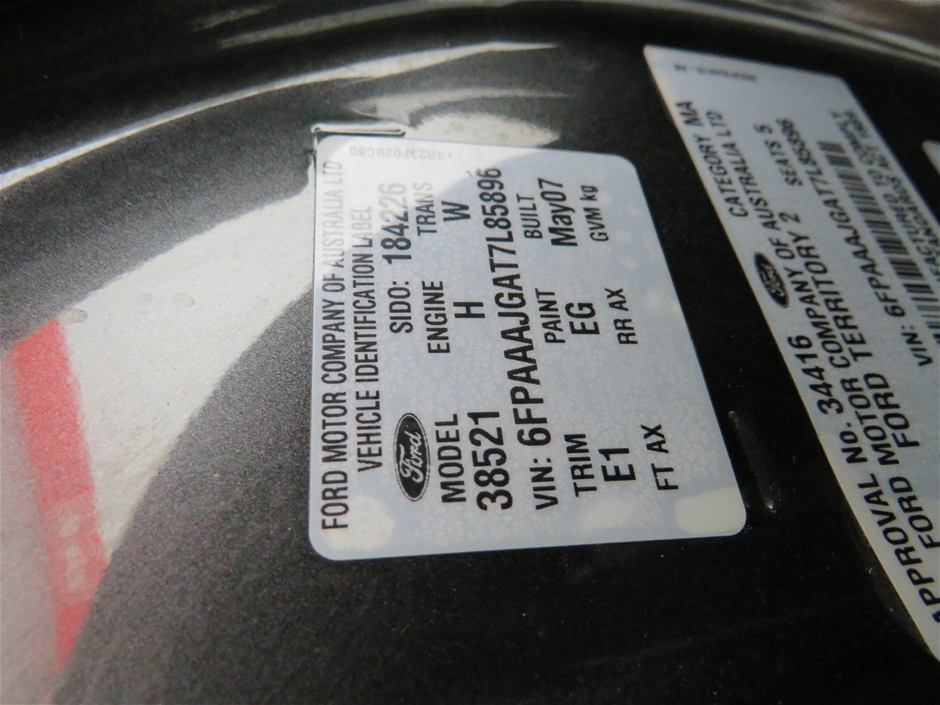 FORD MOTOR COMPANY OF AUSTRALIA LTD
VEHICLE IDENTIFICATION LABEL
Ford
SIDO: 184226
MODEL ENGINE TRANS
38521 H W
VIN: 6FPAAAJGAT7L85896
TRIM PAINT BUILT
E1 EG May07
FT AX RR AX GVM kg
APPROVAL No. 34416 CATEGORY MA
FORD MOTOR COMPANY OF AUSTRALIA LTD
FORD TERRITORY 2 SEATS 5
VIN: 6FPAAAJGAT7L85896